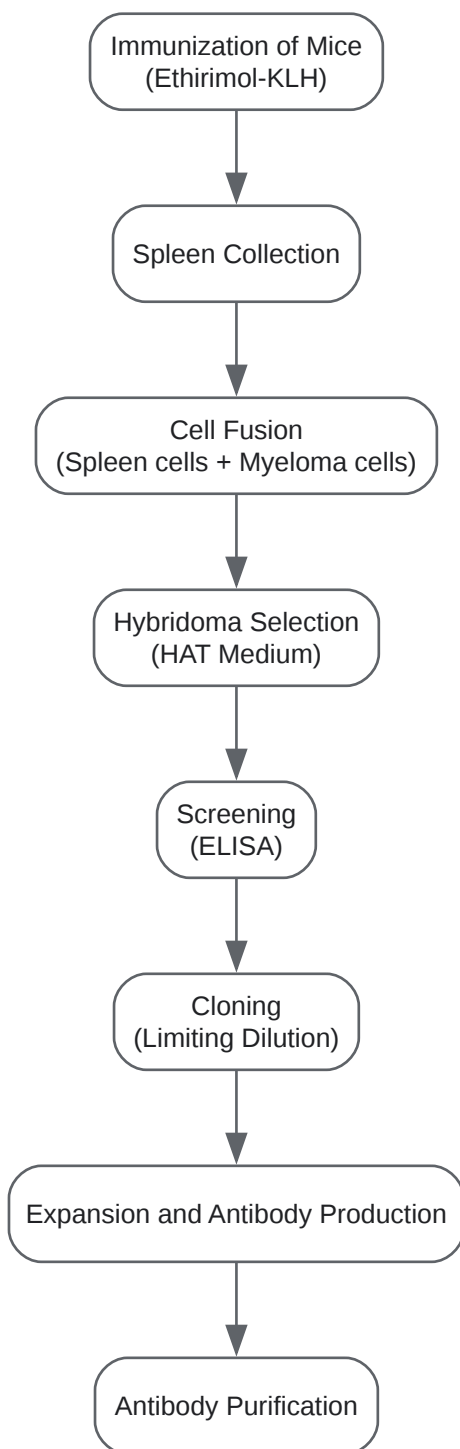 Immunization of Mice
(Ethirimol-KLH)
Spleen Collection
Cell Fusion
(Spleen cells + Myeloma cells)
Hybridoma Selection
(HAT Medium)
Screening
(ELISA)
Cloning
(Limiting Dilution)
Expansion and Antibody Production
Antibody Purification